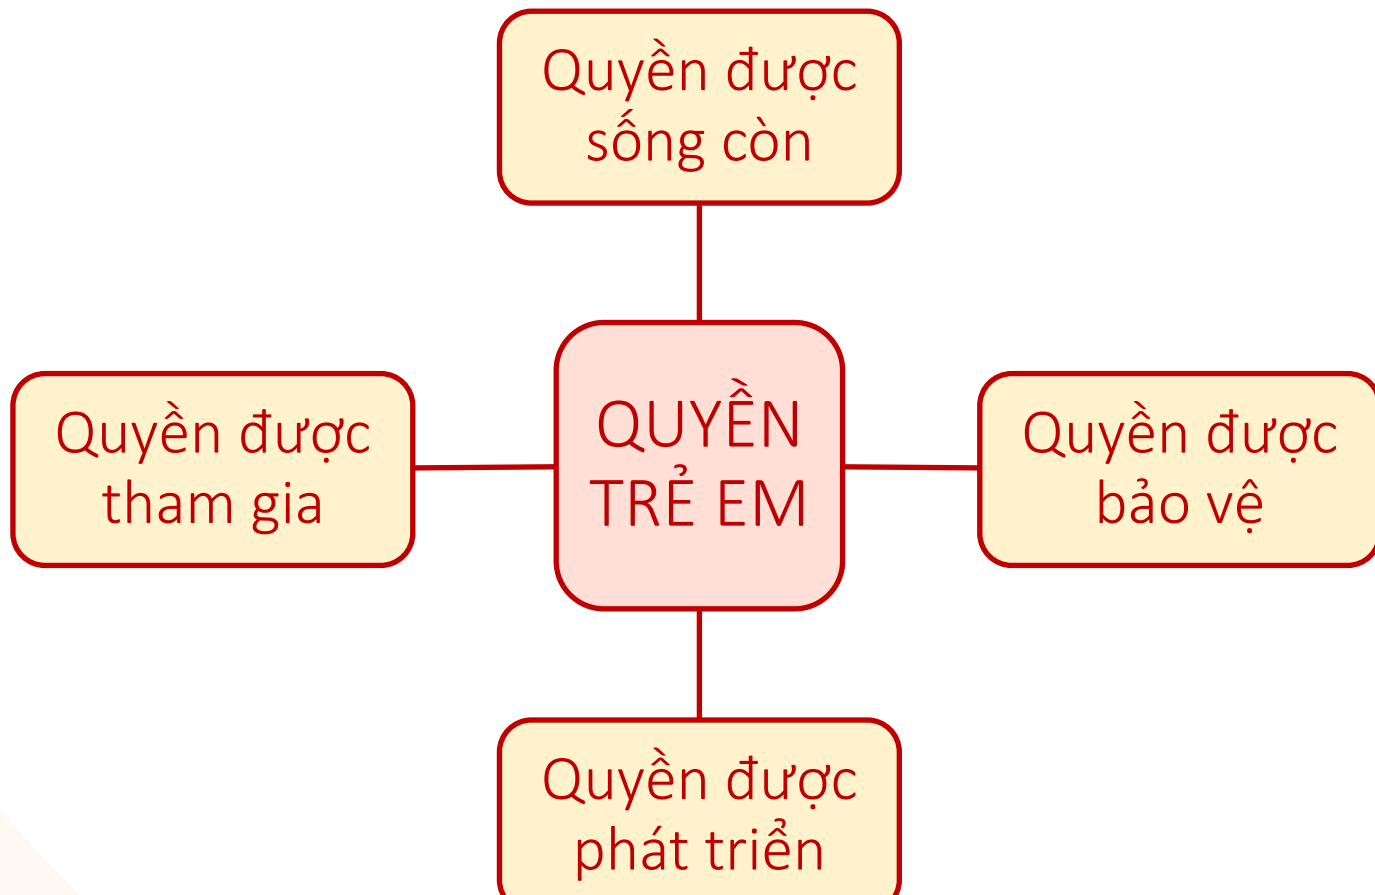 Quyền được
sống còn
Quyền được
tham gia
QUYỀN
TRẺ EM
Quyền được
bảo vệ
Quyền được
phát triển